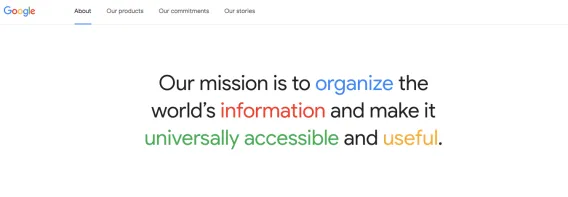 Google About Our products Our commitments Our stories
Our mission is to organize the
world’s information and make it
universally accessible and useful.